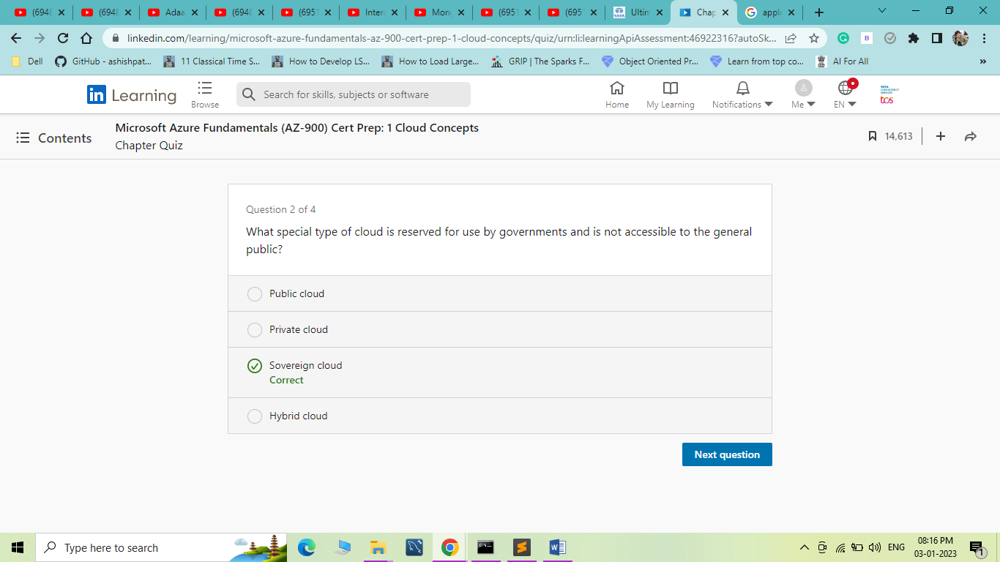 (694
(694
Adaa
(694
(695
Inter
Mon
(695
(695
Ultim
Chap
apple
linkedin.com/learning/microsoft-azure-fundamentals-az-900-cert-prep-1-cloud-concepts/quiz/urn:li:learningApiAssessment:46922316?autoSk...
Dell
GitHub - ashishpat...
11 Classical Time S...
How to Develop LS...
How to Load Large...
GRIP | The Sparks F...
Object Oriented Pr...
Learn from top co...
AI For All
»
in Learning
Browse
Search for skills, subjects or software
Home
My Learning
Notifications
Me
EN
TATA
CONSULTANCY
SERVICES
tcs
Contents
Microsoft Azure Fundamentals (AZ-900) Cert Prep: 1 Cloud Concepts
Chapter Quiz
14,613
Question 2 of 4
What special type of cloud is reserved for use by governments and is not accessible to the general
public?
Public cloud
Private cloud
Sovereign cloud
Correct
Hybrid cloud
Next question
Type here to search
ENG
08:16 PM
03-01-2023
1